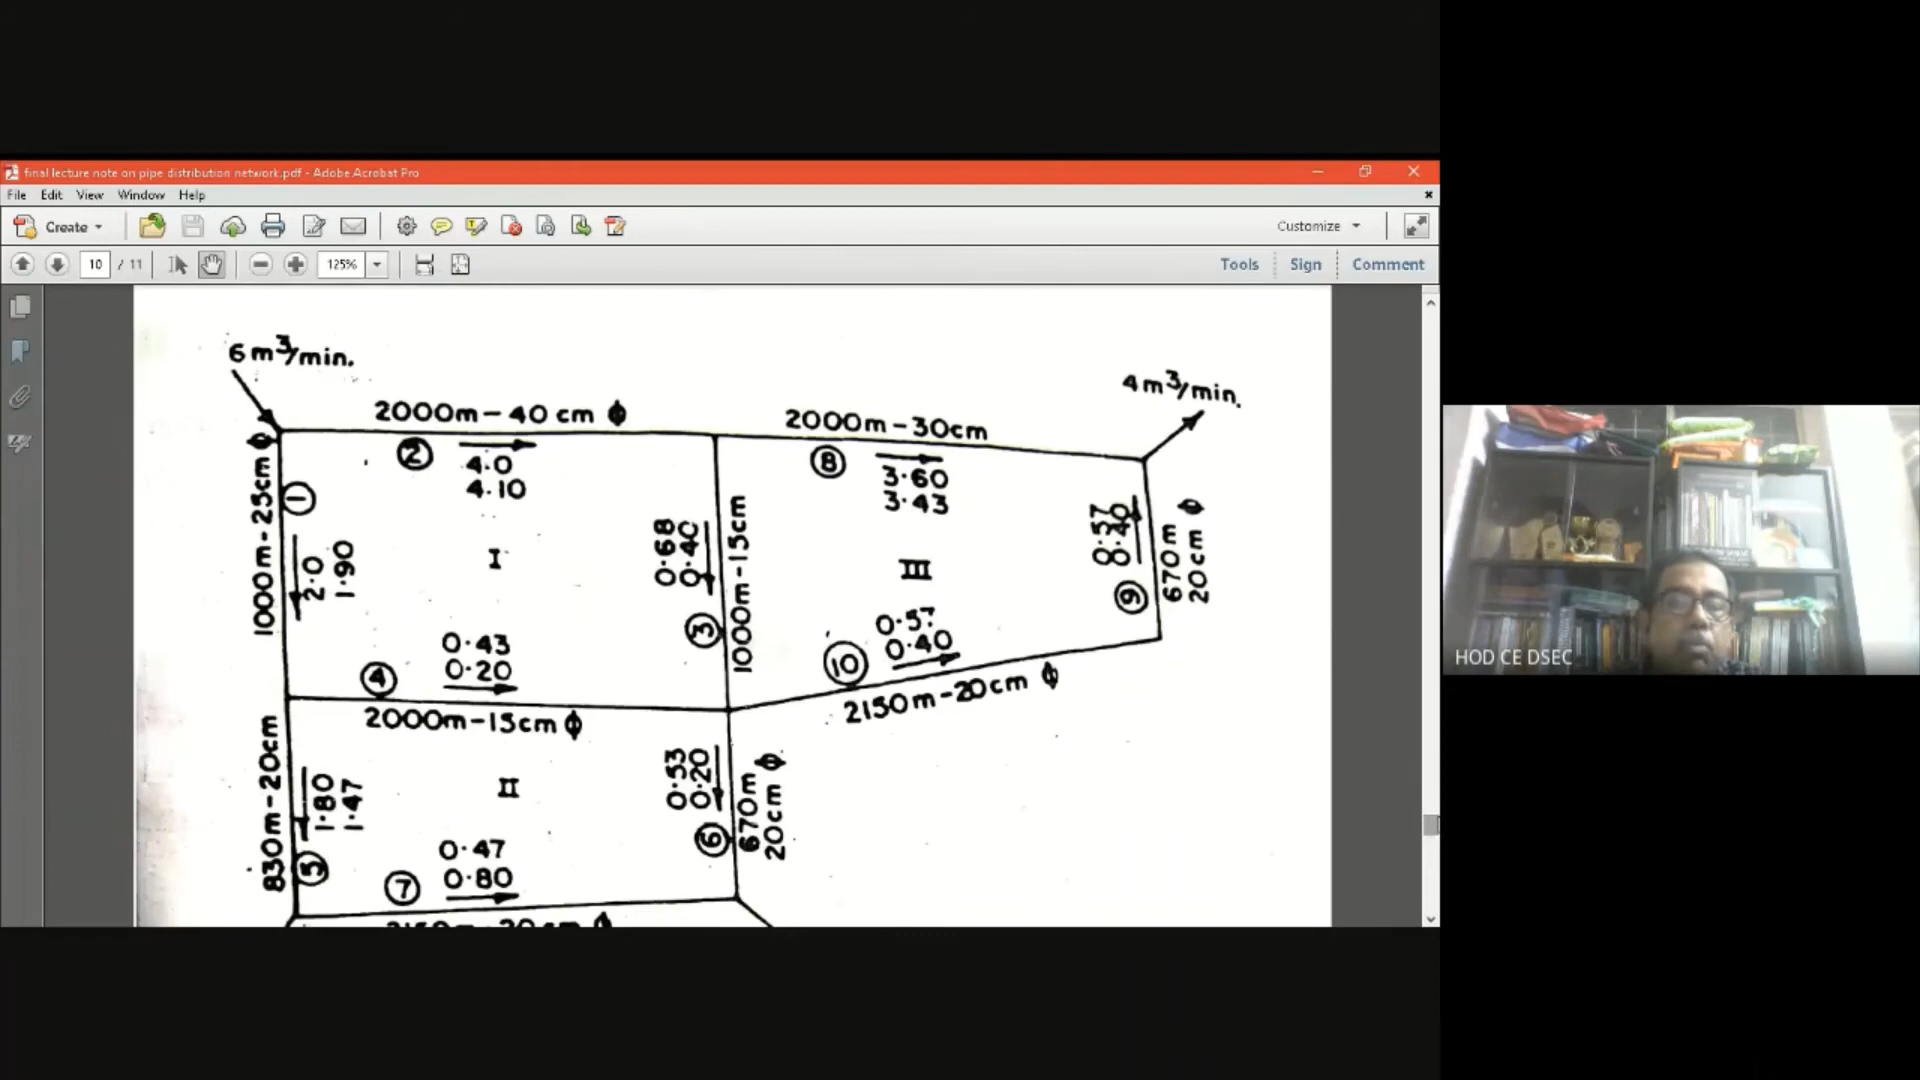 final lecture note on pipe distribution network.pdf - Adobe Acrobat Pro
File Edit View Window Help
Create
Customize
10 / 11
125%
Tools Sign Comment
6 m³/min.
4 m³/min.
2000m - 40 cm ϕ
2000m - 30cm
2
4.0
4.10
8
3.60
3.43
1000m - 25cm ϕ
1
2.0
1.90
I
0.68
0.40
3
1000m - 15cm
III
0.57
0.40
9
670m
20cm ϕ
0.43
0.20
4
2000m - 15cm ϕ
0.57
0.40
10
2150m - 20cm ϕ
830m - 20cm
1.80
1.47
5
II
0.53
0.20
6
670m
20cm ϕ
0.47
0.80
7
HOD CE DSEC